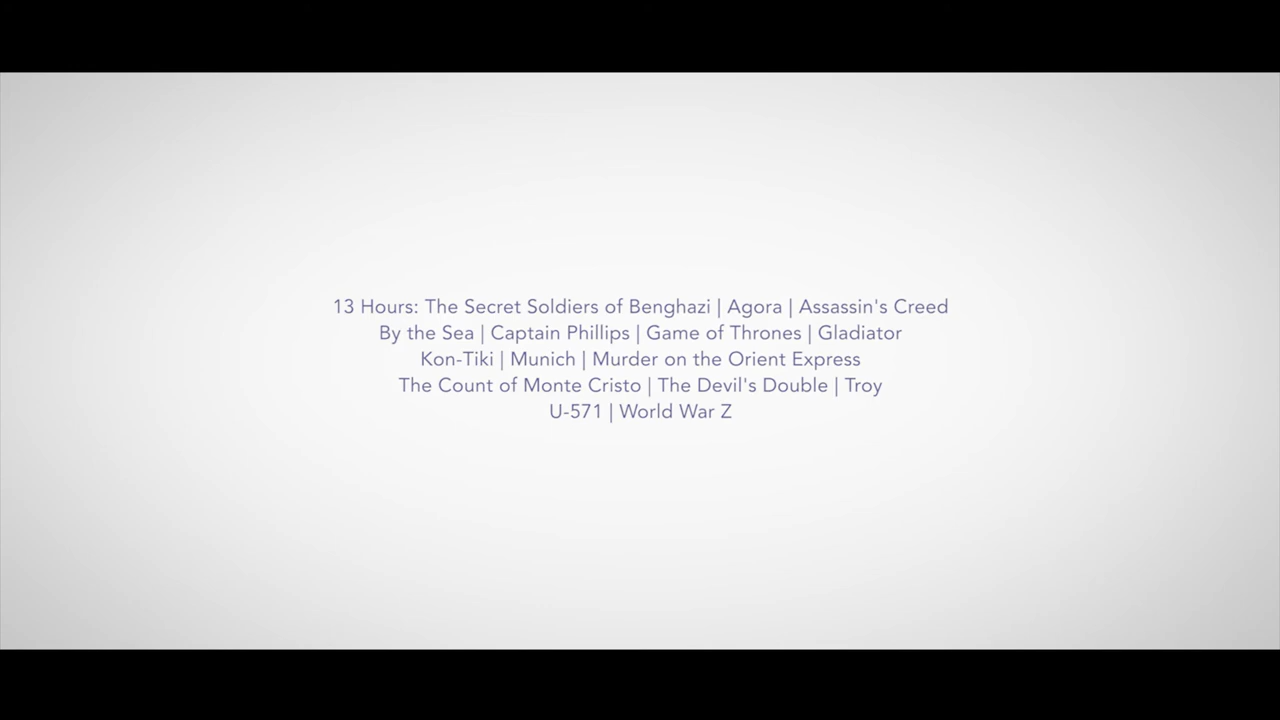 13 Hours: The Secret Soldiers of Benghazi | Agora | Assassin's Creed
By the Sea | Captain Phillips | Game of Thrones | Gladiator
Kon-Tiki | Munich | Murder on the Orient Express
The Count of Monte Cristo | The Devil's Double | Troy
U-571 | World War Z